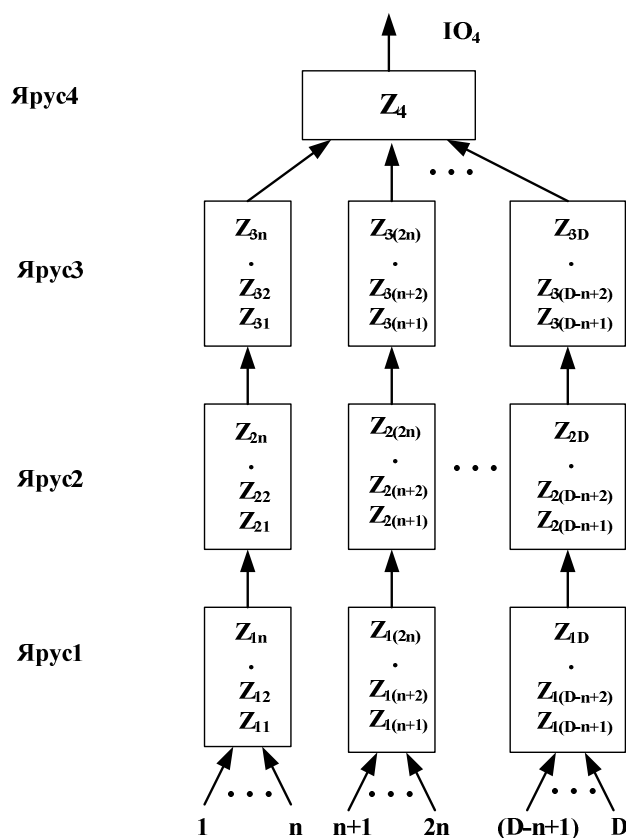 IO₄
Ярус4
Z₄
. . .
Ярус3
Z₃ₙ
.
Z₃₂
Z₃₁
Z₃₍₂ₙ₎
.
Z₃₍ₙ₊₂₎
Z₃₍ₙ₊₁₎
Z3D
.
Z3(D-n+2)
Z3(D-n+1)
Ярус2
Z₂ₙ
.
Z₂₂
Z₂₁
Z₂₍₂ₙ₎
.
Z₂₍ₙ₊₂₎
Z₂₍ₙ₊₁₎
. . .
Z2D
.
Z2(D-n+2)
Z2(D-n+1)
Ярус1
Z₁ₙ
.
Z₁₂
Z₁₁
Z₁₍₂ₙ₎
.
Z₁₍ₙ₊₂₎
Z₁₍ₙ₊₁₎
Z1D
.
Z1(D-n+2)
Z1(D-n+1)
. . . . . . . . .
1 n n+1 2n (D-n+1) D